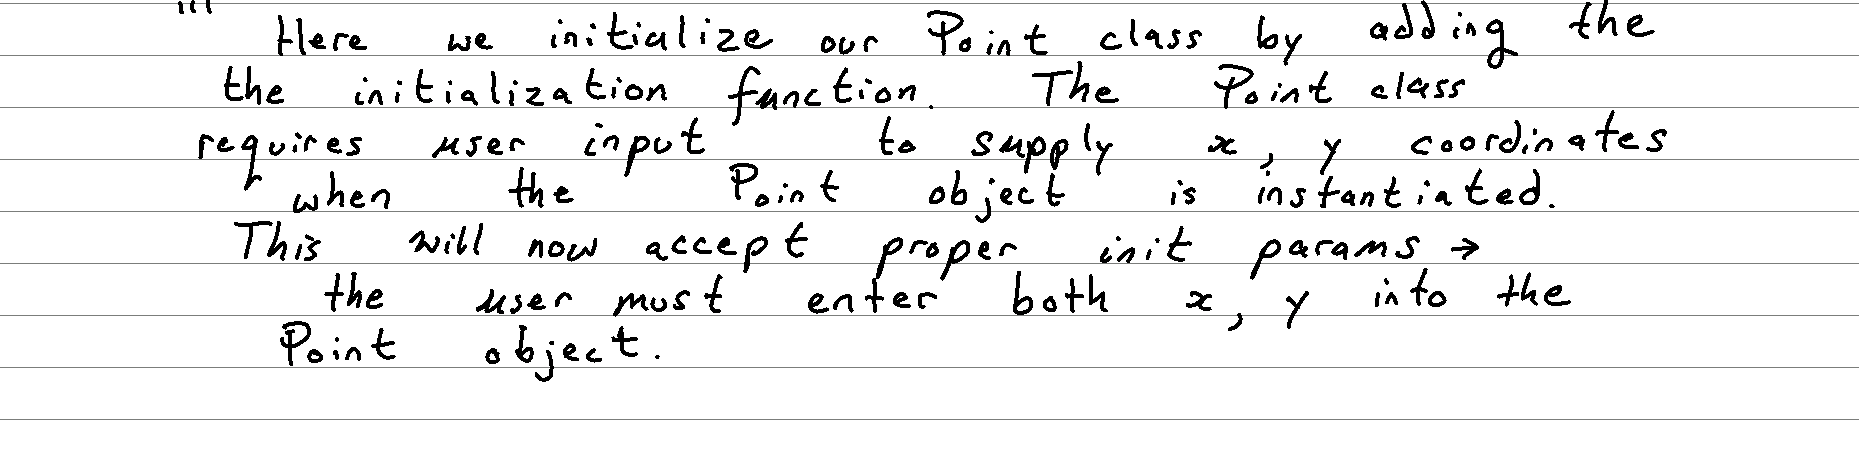 Here we initialize our Point class by adding the
the initialization function. The Point class
requires user input to supply x, y coordinates
when the Point object is instantiated.
This will now accept proper init params →
the user must enter both x, y into the
Point object.